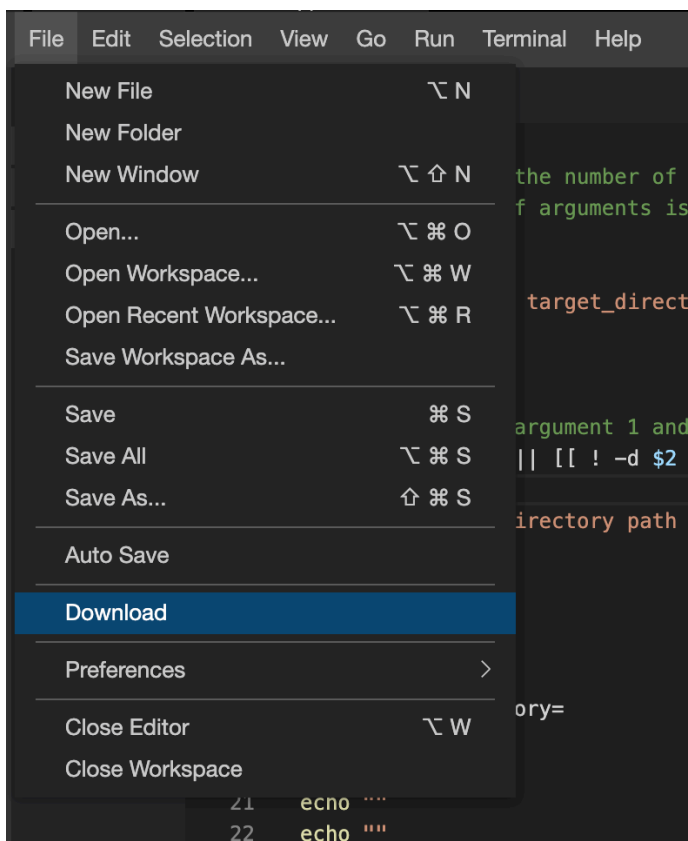 File Edit Selection View Go Run Terminal Help
New File ⌥ N
New Folder
New Window ⌥ ⇧ N
the number of
f arguments is
Open... ⌥ ⌘ O
Open Workspace... ⌥ ⌘ W
Open Recent Workspace... ⌥ ⌘ R
target_direct
Save Workspace As...
Save ⌘ S
argument 1 and
Save All ⌥ ⌘ S
|| [[ ! -d $2
Save As... ⇧ ⌘ S
irectory path
Auto Save
Download
Preferences >
ory=
Close Editor ⌥ W
Close Workspace
21 echo ""
22 echo ""